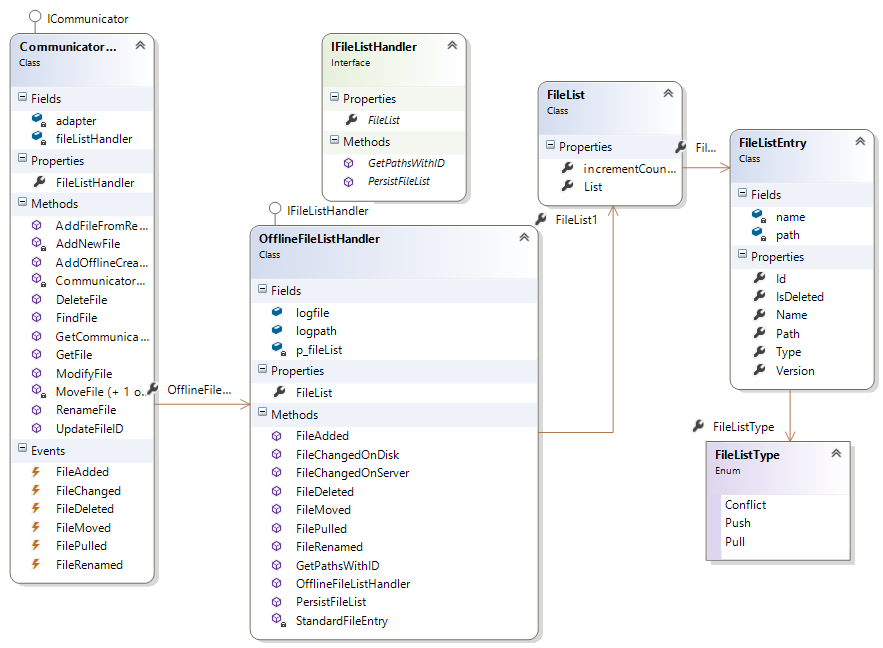 ICommunicator
Communicator...
Class
Fields
adapter
fileListHandler
Properties
FileListHandler
Methods
AddFileFromRe...
AddNewFile
AddOfflineCrea...
Communicator...
DeleteFile
FindFile
GetCommunica...
GetFile
ModifyFile
MoveFile (+ 1 o...
RenameFile
UpdateFileID
Events
FileAdded
FileChanged
FileDeleted
FileMoved
FilePulled
FileRenamed
OfflineFile...
IFileListHandler
Interface
Properties
FileList
Methods
GetPathsWithID
PersistFileList
IFileListHandler
OfflineFileListHandler
Class
Fields
logfile
logpath
p_fileList
Properties
FileList
Methods
FileAdded
FileChangedOnDisk
FileChangedOnServer
FileDeleted
FileMoved
FilePulled
FileRenamed
GetPathsWithID
OfflineFileListHandler
PersistFileList
StandardFileEntry
FileList1
FileList
Class
Properties
incrementCoun...
List
Fil...
FileListEntry
Class
Fields
name
path
Properties
Id
IsDeleted
Name
Path
Type
Version
FileListType
FileListType
Enum
Conflict
Push
Pull